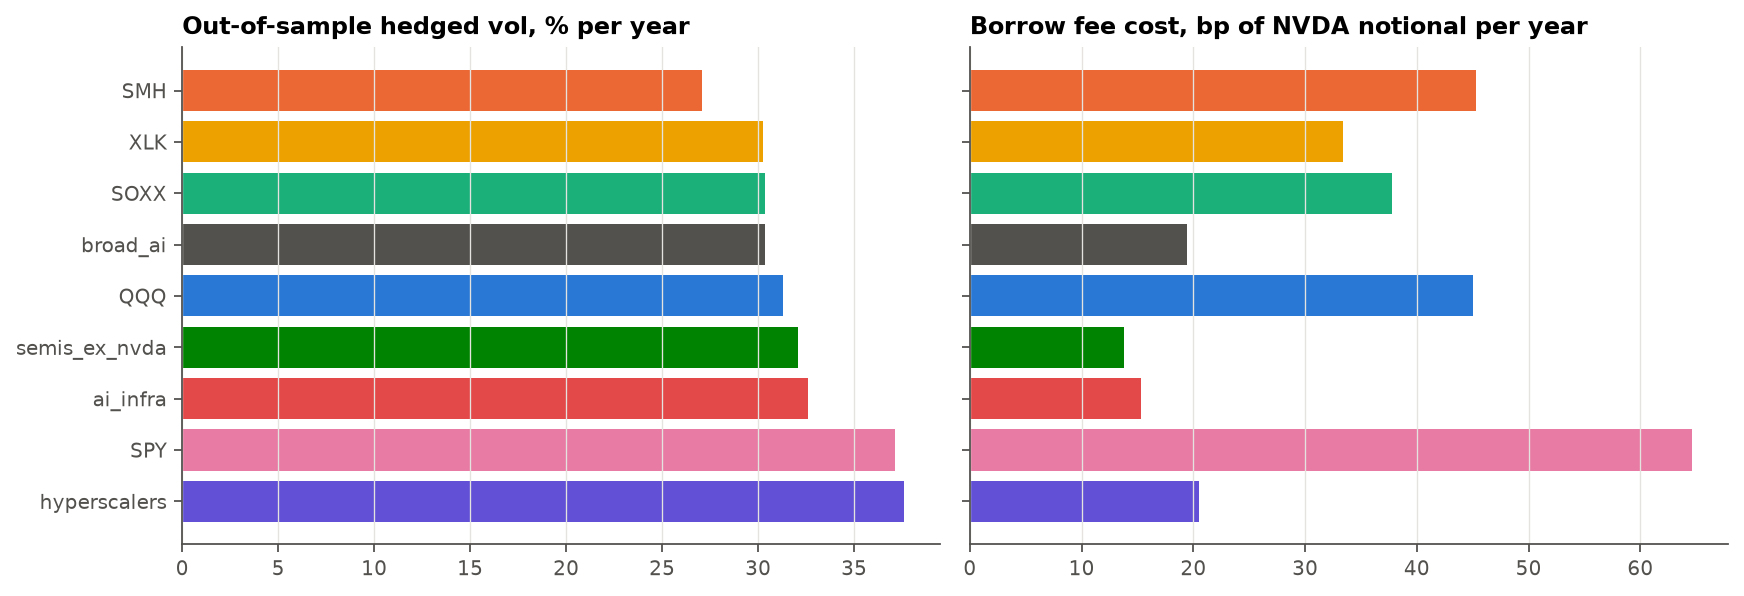 Out-of-sample hedged vol, % per year
SMH
XLK
SOXX
broad_ai
QQQ
semis_ex_nvda
ai_infra
SPY
hyperscalers
0 5 10 15 20 25 30 35
Borrow fee cost, bp of NVDA notional per year
0 10 20 30 40 50 60